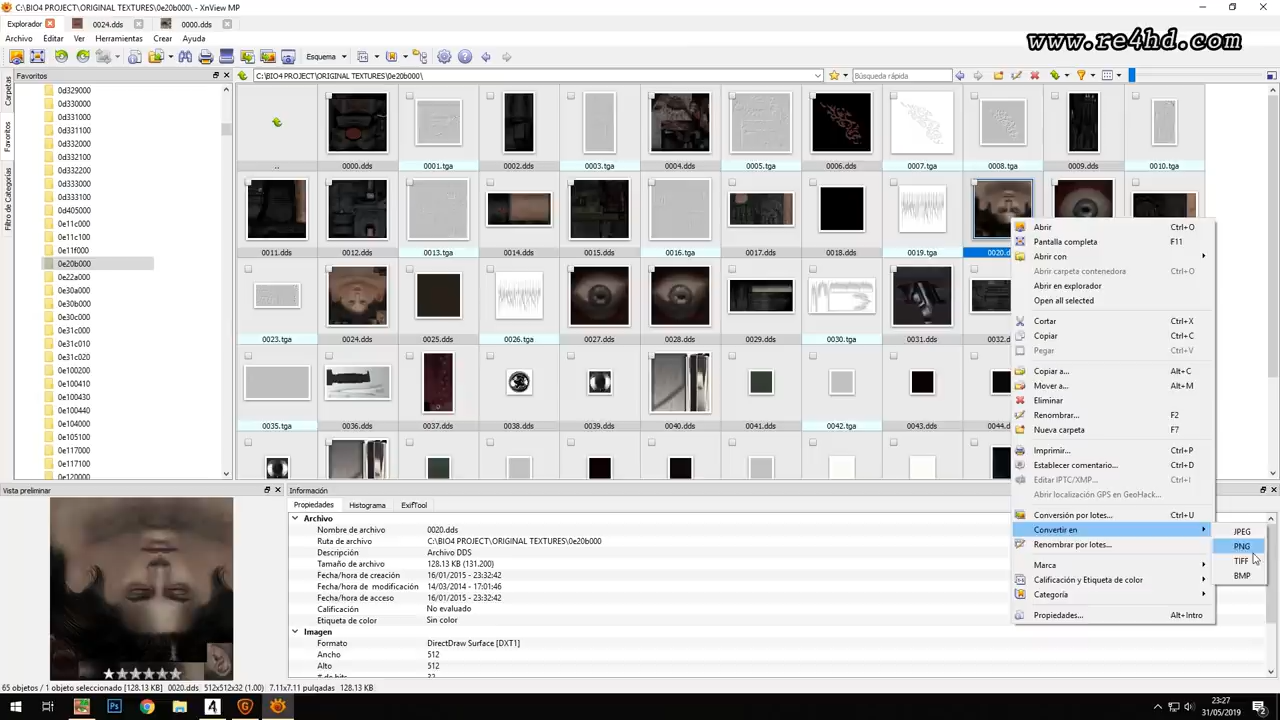 C:\BIO4 PROJECT\ORIGINAL TEXTURES\0e20b000\ - XnView MP
www.re4hd.com
Explorador
0024.dds
0000.dds
Archivo Editar Ver Herramientas Crear Ayuda
Esquema
Favoritos
C:\BIO4 PROJECT\ORIGINAL TEXTURES\0e20b000\
Búsqueda rápida
Carpetas
Favoritos
Filtro de Categorías
0d329000
0d330000
0d331000
0d331100
0d332000
0d332200
0d333000
0d333100
0d405000
0e11c000
0e11c100
0e11f000
0e20b000
0e22a000
0e30a000
0e30b000
0e30c000
0e31c000
0e31c010
0e31c020
0e100200
0e100410
0e100430
0e100440
0e104000
0e105100
0e117000
0e117100
0e120000
.. 0000.dds 0001.tga 0002.dds 0003.tga 0004.dds 0005.tga 0006.dds 0007.tga 0008.tga 0009.dds 0010.tga
0011.dds 0012.dds 0013.tga 0014.dds 0015.dds 0016.tga 0017.dds 0018.dds 0019.tga 0020.d
0023.tga 0024.dds 0025.dds 0026.tga 0027.dds 0028.dds 0029.dds 0030.tga 0031.dds 0032.d
0035.tga 0036.dds 0037.dds 0038.dds 0039.dds 0040.dds 0041.dds 0042.tga 0043.dds 0044.d
Abrir Ctrl+O
Pantalla completa F11
Abrir con
Abrir carpeta contenedora Ctrl+O
Abrir en explorador
Open all selected
Cortar Ctrl+X
Copiar Ctrl+C
Pegar Ctrl+V
Copiar a... Alt+C
Mover a... Alt+M
Eliminar
Renombrar... F2
Nueva carpeta F7
Imprimir... Ctrl+P
Establecer comentario... Ctrl+D
Editar IPTC/XMP... Ctrl+I
Abrir localización GPS en GeoHack...
Conversión por lotes... Ctrl+U
Convertir en
Renombrar por lotes...
Marca
Calificación y Etiqueta de color
Categoría
Propiedades... Alt+Intro
JPEG
PNG
TIFF
BMP
Vista preliminar
Información
Propiedades Histograma ExifTool
Archivo
Nombre de archivo 0020.dds
Ruta de archivo C:\BIO4 PROJECT\ORIGINAL TEXTURES\0e20b000
Descripción Archivo DDS
Tamaño de archivo 128.13 KB (131.200)
Fecha/hora de creación 16/01/2015 - 23:32:42
Fecha/hora de modificación 14/03/2014 - 17:01:46
Fecha/hora de acceso 16/01/2015 - 23:32:42
Calificación No evaluado
Etiqueta de color Sin color
Imagen
Formato DirectDraw Surface [DXT1]
Ancho 512
Alto 512
65 objetos / 1 objeto seleccionado [128.13 KB] 0020.dds 512x512x32 (1.00) 7.11x7.11 pulgadas 128.13 KB
23:27
31/05/2019
2